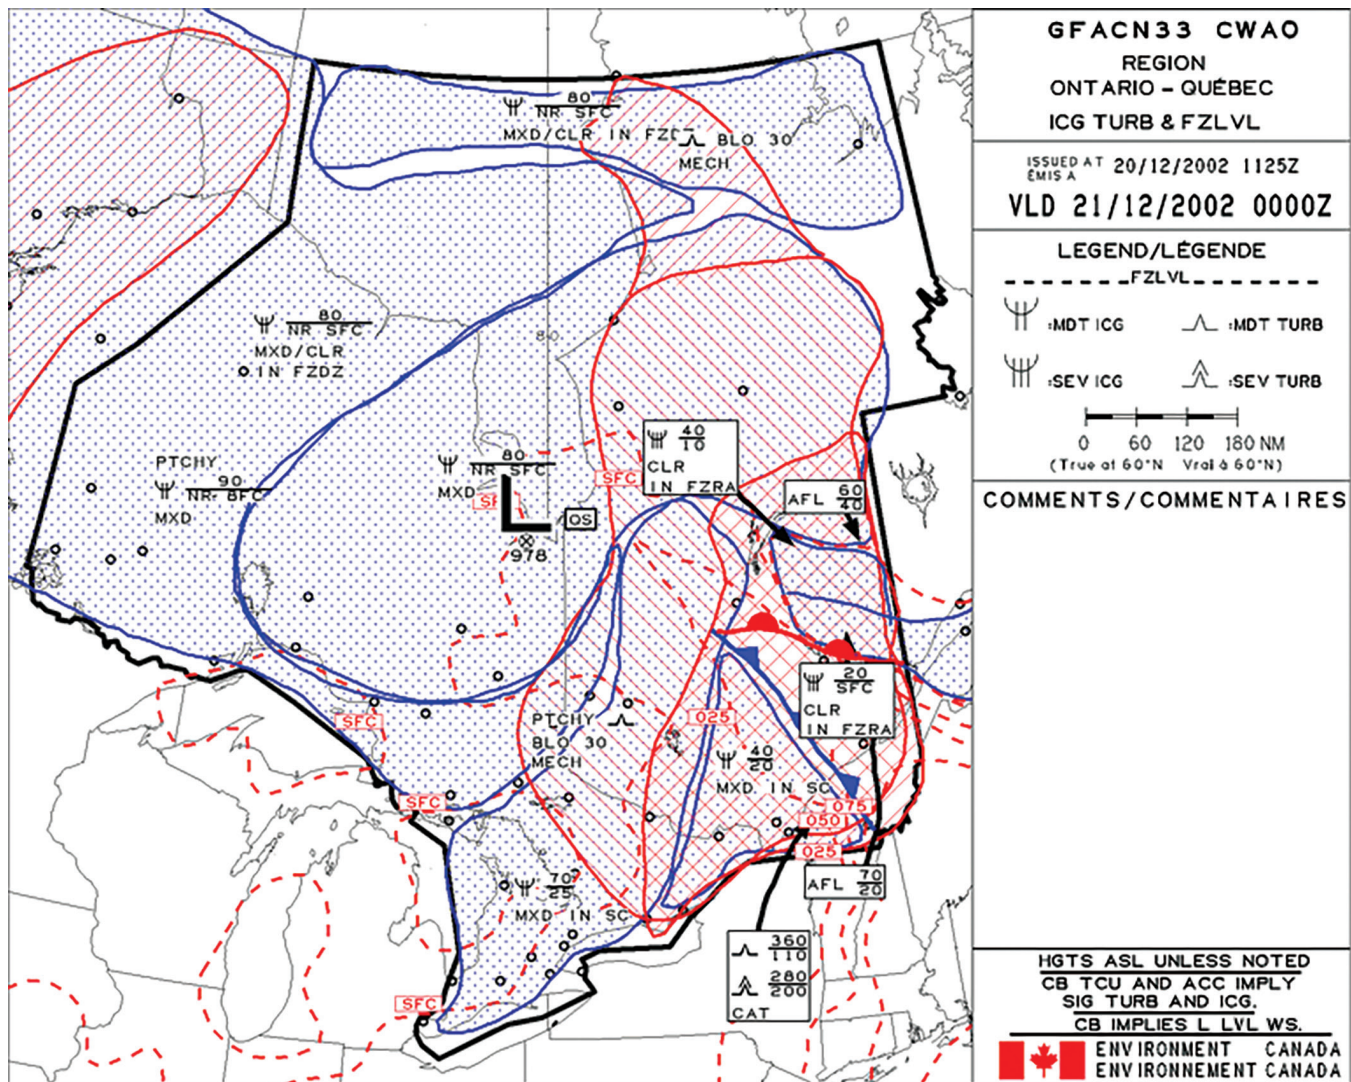 GFACN33 CWAO
REGION
ONTARIO - QUÉBEC
ICG TURB & FZLVL
ISSUED AT 20/12/2002 1125Z
ÉMIS A
VLD 21/12/2002 0000Z
LEGEND/LÉGENDE
FZLVL
:MDT ICG
:MDT TURB
:SEV ICG
:SEV TURB
0 60 120 180 NM
(True at 60°N Vrai à 60°N)
COMMENTS/COMMENTAIRES
HGTS ASL UNLESS NOTED
CB TCU AND ACC IMPLY
SIG TURB AND ICG.
CB IMPLIES L LVL WS.
ENVIRONMENT CANADA
ENVIRONNEMENT CANADA
80
NR SFC
MXD/CLR IN
BLO 30
MECH
80
NR SFC
MXD/CLR
IN FZDZ
80
PTCHY
90
NR SFC
MXD
80
NR SFC
MXD
SFC
QS
978
40
10
CLR
IN FZRA
AFL 60
40
SFC
SFC
SFC
025
PTCHY
BLO 30
MECH
20
SFC
CLR
IN FZRA
40
20
MXD IN SC
075
050
025
AFL 70
20
70
25
MXD IN SC
360
110
280
200
CAT
SFC